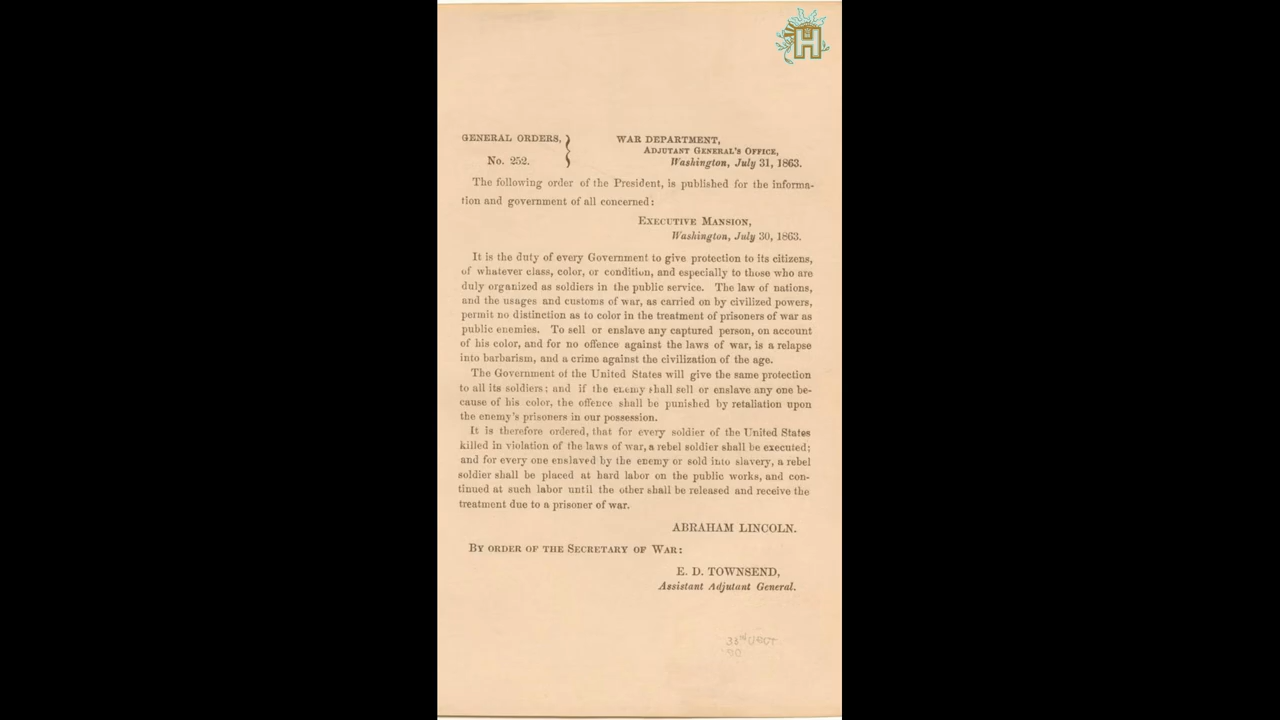 H
GENERAL ORDERS,
No. 252.
WAR DEPARTMENT,
ADJUTANT GENERAL'S OFFICE,
Washington, July 31, 1863.
The following order of the President, is published for the informa-
tion and government of all concerned:
EXECUTIVE MANSION,
Washington, July 30, 1863.
It is the duty of every Government to give protection to its citizens,
of whatever class, color, or condition, and especially to those who are
duly organized as soldiers in the public service. The law of nations,
and the usages and customs of war, as carried on by civilized powers,
permit no distinction as to color in the treatment of prisoners of war as
public enemies. To sell or enslave any captured person, on account
of his color, and for no offence against the laws of war, is a relapse
into barbarism, and a crime against the civilization of the age.
The Government of the United States will give the same protection
to all its soldiers; and if the enemy shall sell or enslave any one be-
cause of his color, the offence shall be punished by retaliation upon
the enemy's prisoners in our possession.
It is therefore ordered, that for every soldier of the United States
killed in violation of the laws of war, a rebel soldier shall be executed;
and for every one enslaved by the enemy or sold into slavery, a rebel
soldier shall be placed at hard labor on the public works, and con-
tinued at such labor until the other shall be released and receive the
treatment due to a prisoner of war.
ABRAHAM LINCOLN.
BY ORDER OF THE SECRETARY OF WAR:
E. D. TOWNSEND,
Assistant Adjutant General.